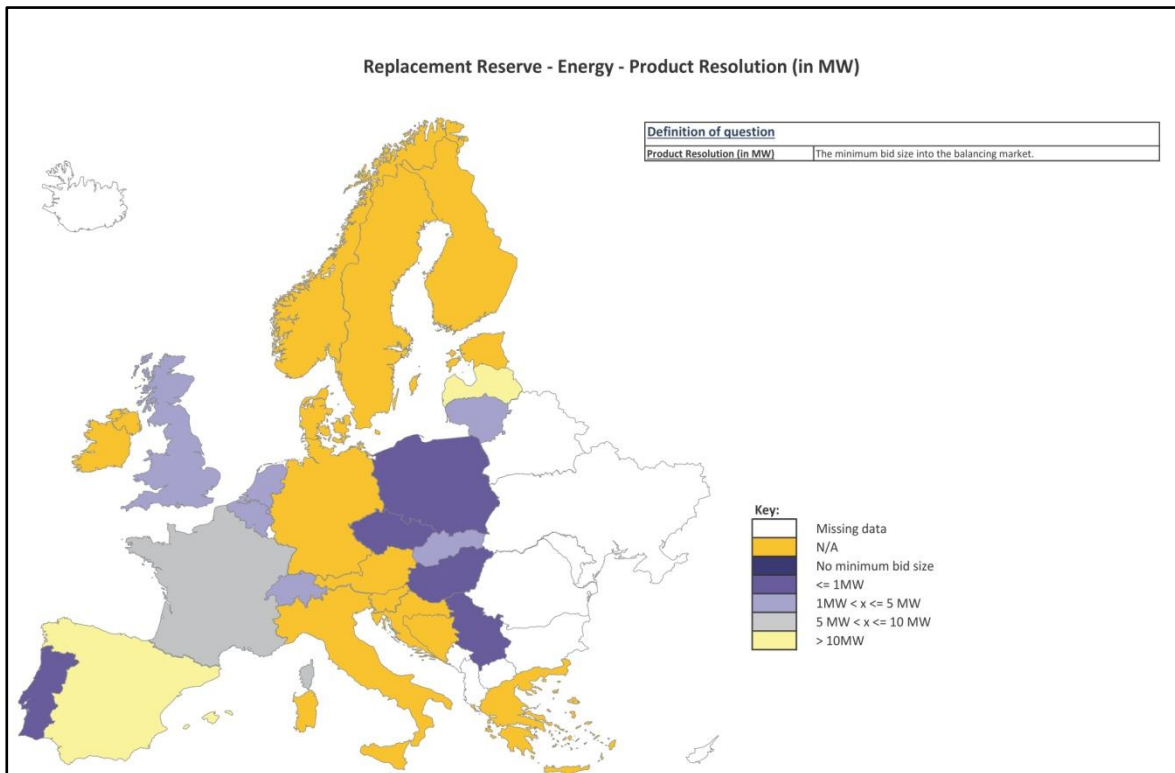 Replacement Reserve - Energy - Product Resolution (in MW)
Definition of question
Product Resolution (in MW) The minimum bid size into the balancing market.
Key:
Missing data
N/A
No minimum bid size
<= 1MW
1MW < x <= 5 MW
5 MW < x <= 10 MW
> 10MW